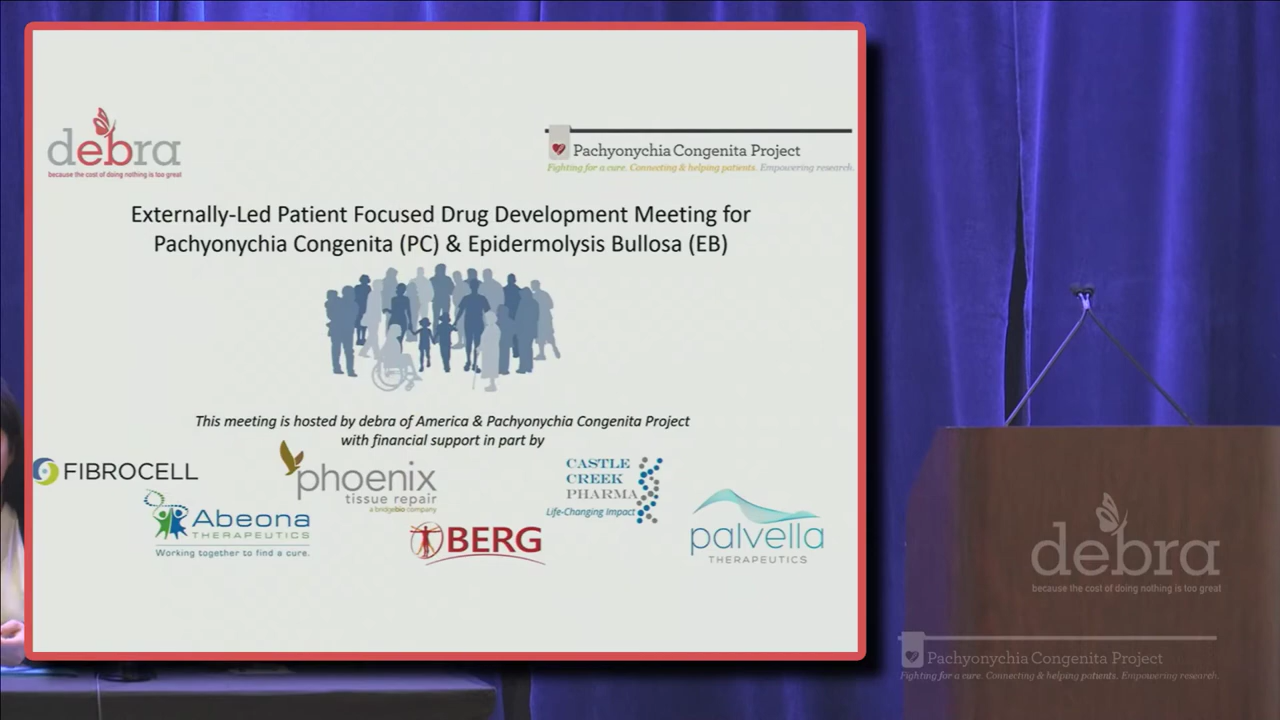 debra
because the cost of doing nothing is too great
Pachyonychia Congenita Project
Fighting for a cure. Connecting & helping patients. Empowering research.
Externally-Led Patient Focused Drug Development Meeting for
Pachyonychia Congenita (PC) & Epidermolysis Bullosa (EB)
This meeting is hosted by debra of America & Pachyonychia Congenita Project
with financial support in part by
FIBROCELL
phoenix
tissue repair
a bridgebio company
CASTLE
CREEK
PHARMA
Life-Changing Impact
Abeona
THERAPEUTICS
Working together to find a cure.
BERG
palvella
THERAPEUTICS
debra
because the cost of doing nothing is too great
Pachyonychia Congenita Project
Fighting for a cure. Connecting & helping patients. Empowering research.